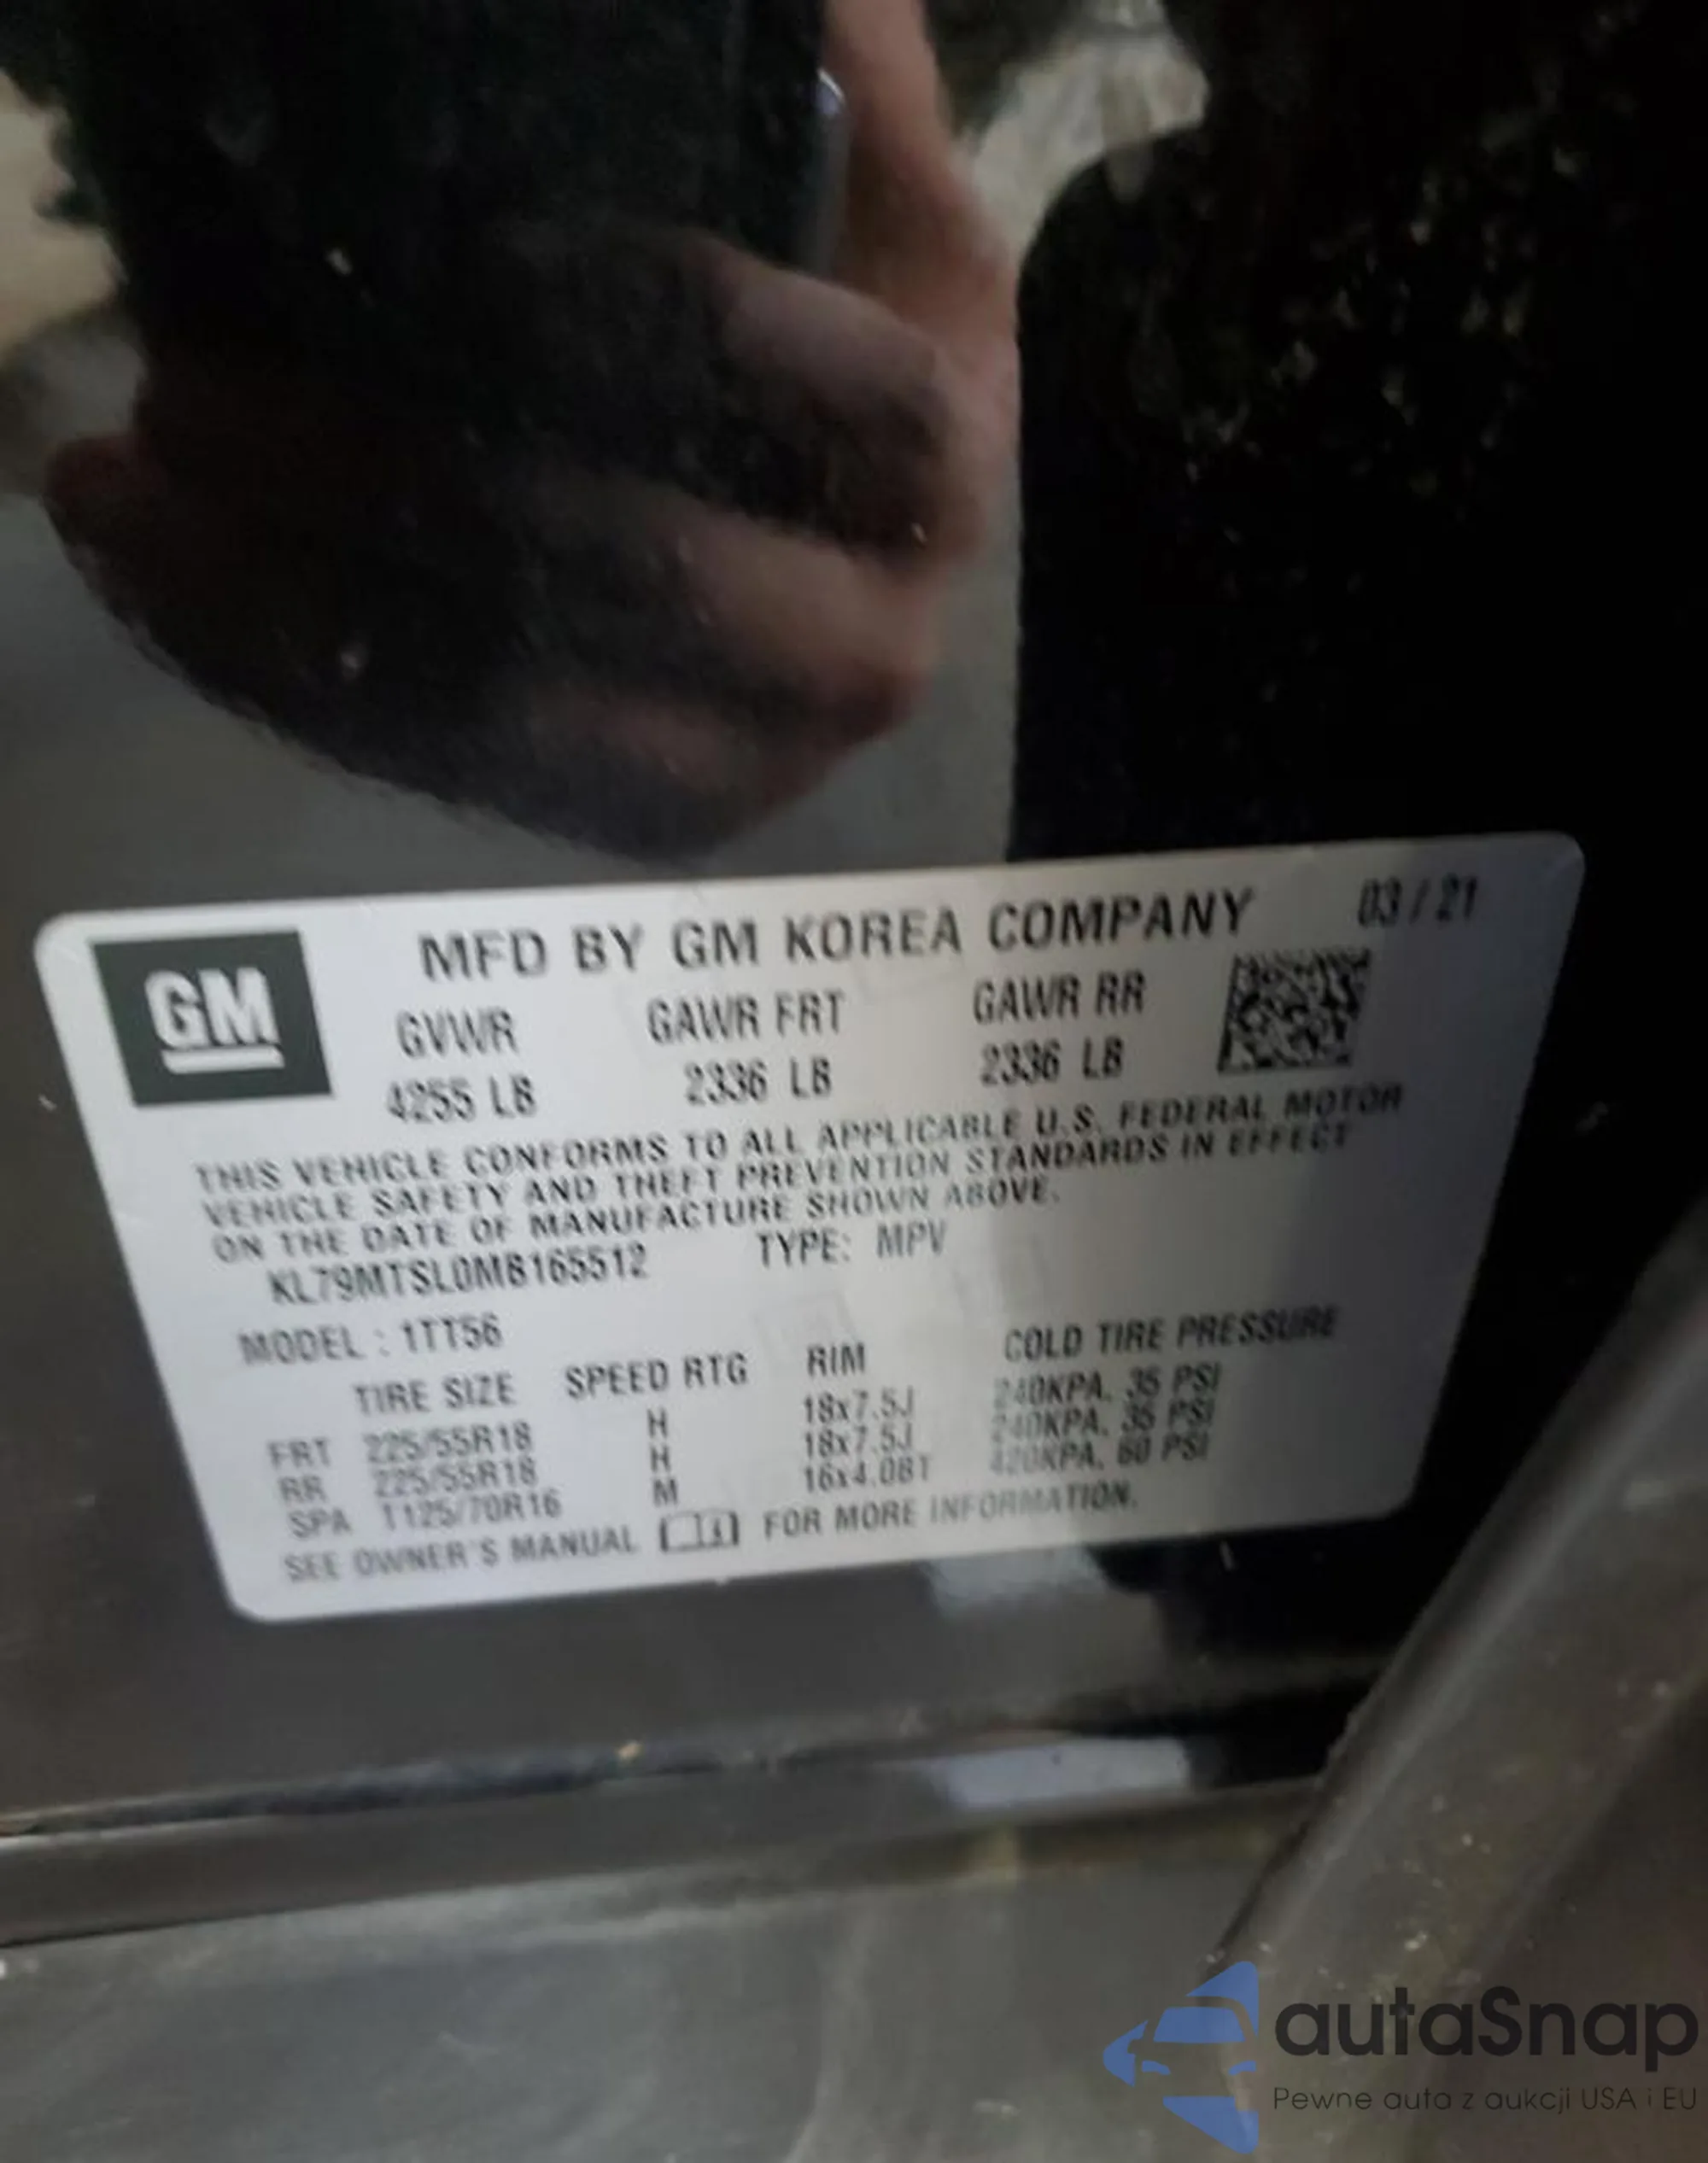 MFD BY GM KOREA COMPANY 03 / 21
GM
GVWR GAWR FRT GAWR RR
4255 LB 2336 LB 2336 LB
THIS VEHICLE CONFORMS TO ALL APPLICABLE U.S. FEDERAL MOTOR
VEHICLE SAFETY AND THEFT PREVENTION STANDARDS IN EFFECT
ON THE DATE OF MANUFACTURE SHOWN ABOVE.
KL79MTSL0MB165512 TYPE: MPV
MODEL : 1TT56
TIRE SIZE SPEED RTG RIM COLD TIRE PRESSURE
FRT 225/55R18 H 18x7.5J 240KPA, 35 PSI
RR 225/55R18 H 18x7.5J 240KPA, 35 PSI
SPA T125/70R16 M 16x4.0BT 420KPA, 60 PSI
SEE OWNER'S MANUAL FOR MORE INFORMATION.
autaSnap
Pewne auta z aukcji USA i EU